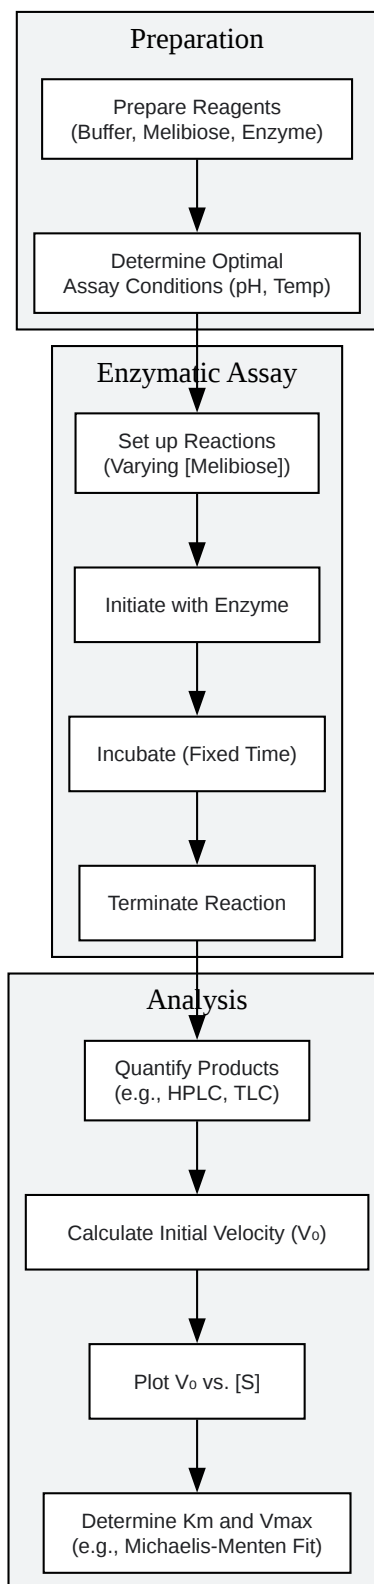 Preparation
Prepare Reagents
(Buffer, Melibiose, Enzyme)
Determine Optimal
Assay Conditions (pH, Temp)
Enzymatic Assay
Set up Reactions
(Varying [Melibiose])
Initiate with Enzyme
Incubate (Fixed Time)
Terminate Reaction
Analysis
Quantify Products
(e.g., HPLC, TLC)
Calculate Initial Velocity (V₀)
Plot V₀ vs. [S]
Determine Km and Vmax
(e.g., Michaelis-Menten Fit)